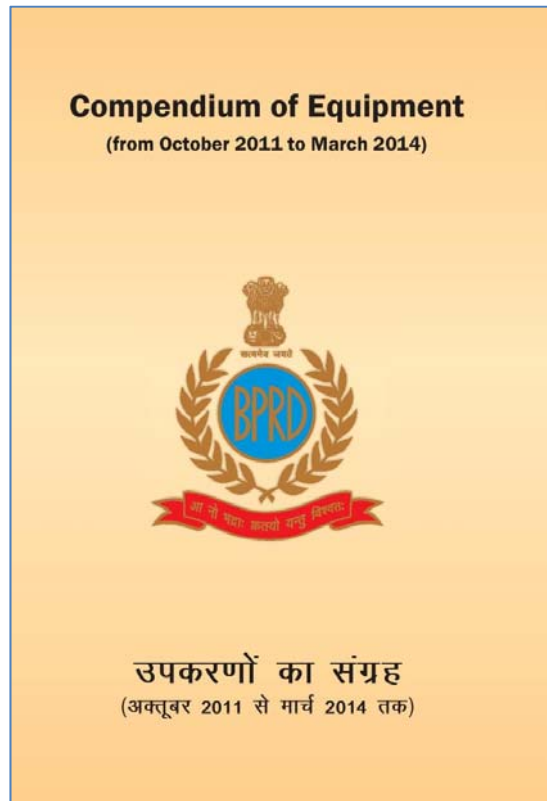 Compendium of Equipment
(from October 2011 to March 2014)
सत्यमेव जयते
BPRD
आ नो भद्राः क्रतवो यन्तु विश्वतः
उपकरणों का संग्रह
(अक्तूबर 2011 से मार्च 2014 तक)